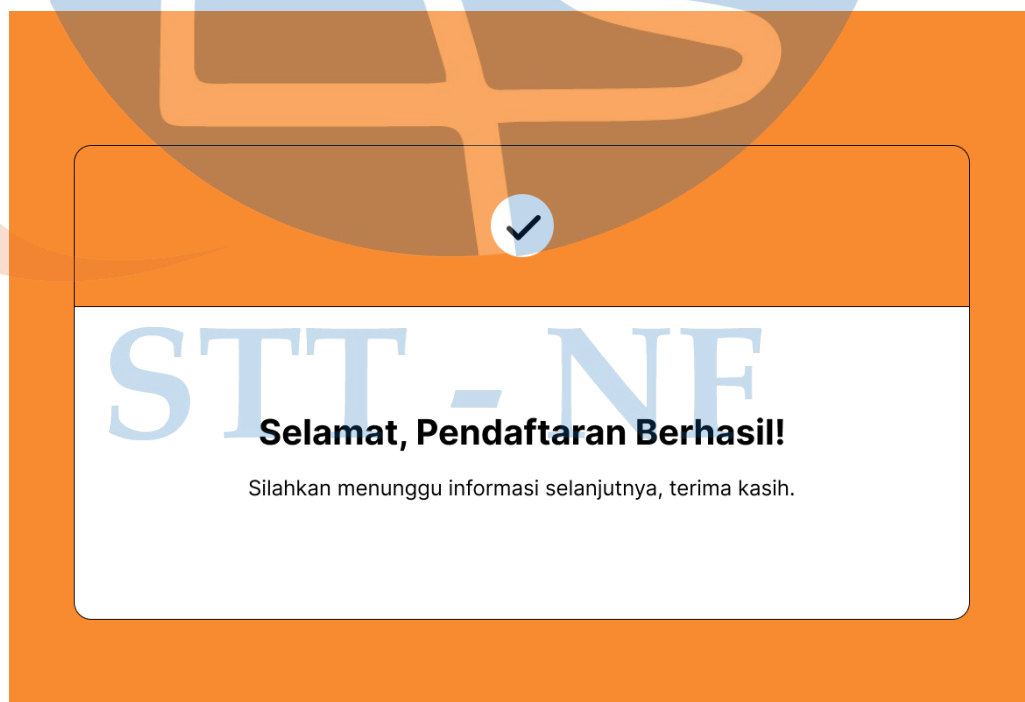 STT - NF
Selamat, Pendaftaran Berhasil!
Silahkan menunggu informasi selanjutnya, terima kasih.